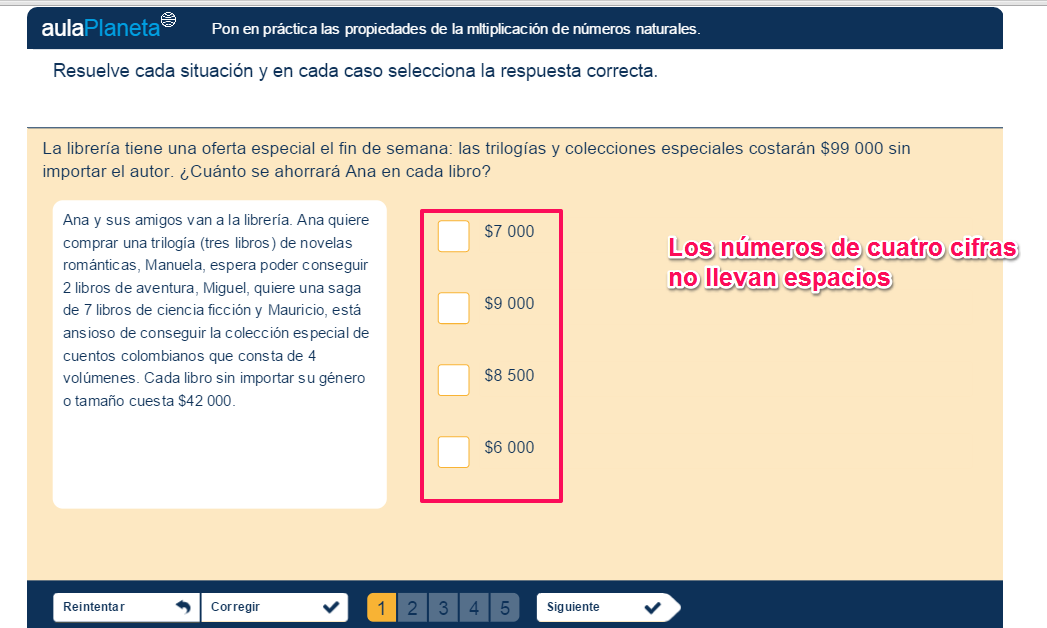 aulaPlaneta
Pon en práctica las propiedades de la mltiplicación de números naturales.
Resuelve cada situación y en cada caso selecciona la respuesta correcta.
La librería tiene una oferta especial el fin de semana: las trilogías y colecciones especiales costarán $99 000 sin
importar el autor. ¿Cuánto se ahorrará Ana en cada libro?
Ana y sus amigos van a la librería. Ana quiere
comprar una trilogía (tres libros) de novelas
románticas, Manuela, espera poder conseguir
2 libros de aventura, Miguel, quiere una saga
de 7 libros de ciencia ficción y Mauricio, está
ansioso de conseguir la colección especial de
cuentos colombianos que consta de 4
volúmenes. Cada libro sin importar su género
o tamaño cuesta $42 000.
$7 000
$9 000
$8 500
$6 000
Los números de cuatro cifras
no llevan espacios
Reintentar
Corregir
1 2 3 4 5
Siguiente